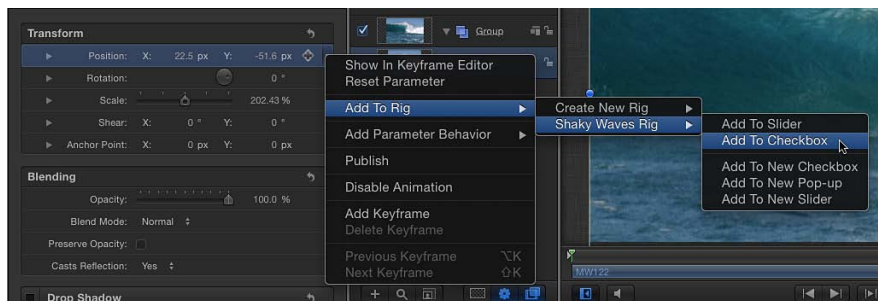 Transform
Position: X: 22.5 px Y: -51.6 px
Rotation: 0 °
Scale: 202.43 %
Shear: X: 0 ° Y: 0 °
Anchor Point: X: 0 px Y: 0 px
Blending
Opacity: 100.0 %
Blend Mode: Normal
Preserve Opacity:
Casts Reflection: Yes
Drop Shadow
Group
Show In Keyframe Editor
Reset Parameter
Add To Rig
Add Parameter Behavior
Publish
Disable Animation
Add Keyframe
Delete Keyframe
Previous Keyframe ⌥K
Next Keyframe ⇧K
Create New Rig
Shaky Waves Rig
Add To Slider
Add To Checkbox
Add To New Checkbox
Add To New Pop-up
Add To New Slider
MW122